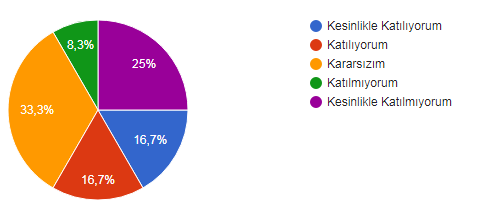 8,3%
25%
33,3%
16,7%
16,7%
Kesinlikle Katılıyorum
Katılıyorum
Kararsızım
Katılmıyorum
Kesinlikle Katılmıyorum